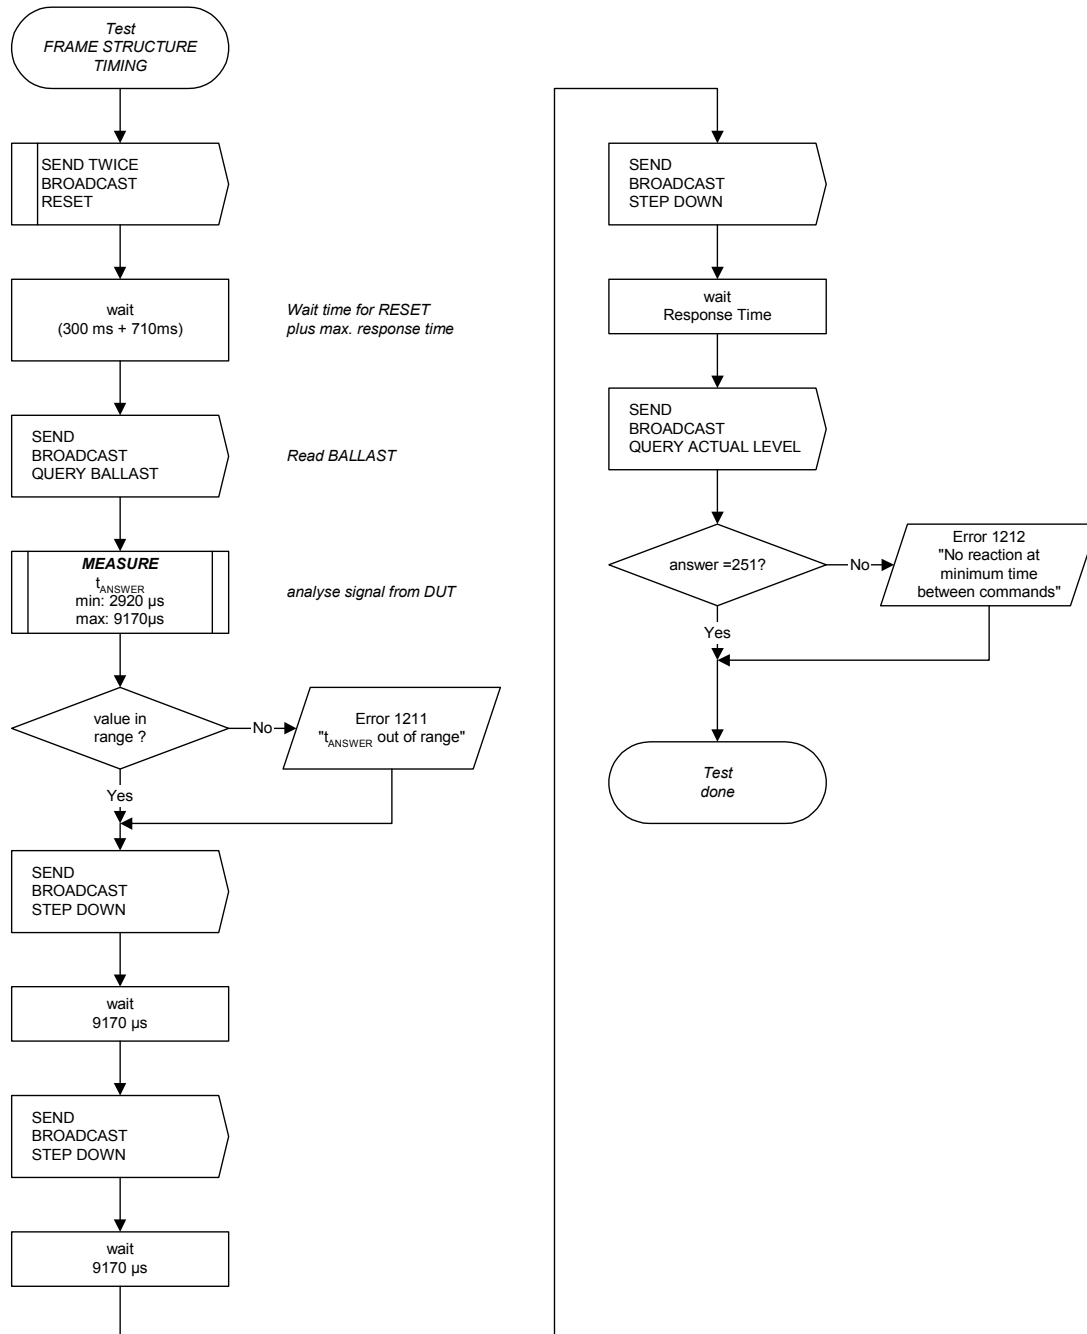 Test
FRAME STRUCTURE
TIMING
SEND TWICE
BROADCAST
RESET
wait
(300 ms + 710ms)
Wait time for RESET
plus max. response time
SEND
BROADCAST
QUERY BALLAST
Read BALLAST
MEASURE
tANSWER
min: 2920 µs
max: 9170µs
analyse signal from DUT
value in
range ?
No
Error 1211
"tANSWER out of range"
Yes
SEND
BROADCAST
STEP DOWN
wait
9170 µs
SEND
BROADCAST
STEP DOWN
wait
9170 µs
SEND
BROADCAST
STEP DOWN
wait
Response Time
SEND
BROADCAST
QUERY ACTUAL LEVEL
answer =251?
No
Error 1212
"No reaction at
minimum time
between commands"
Yes
Test
done